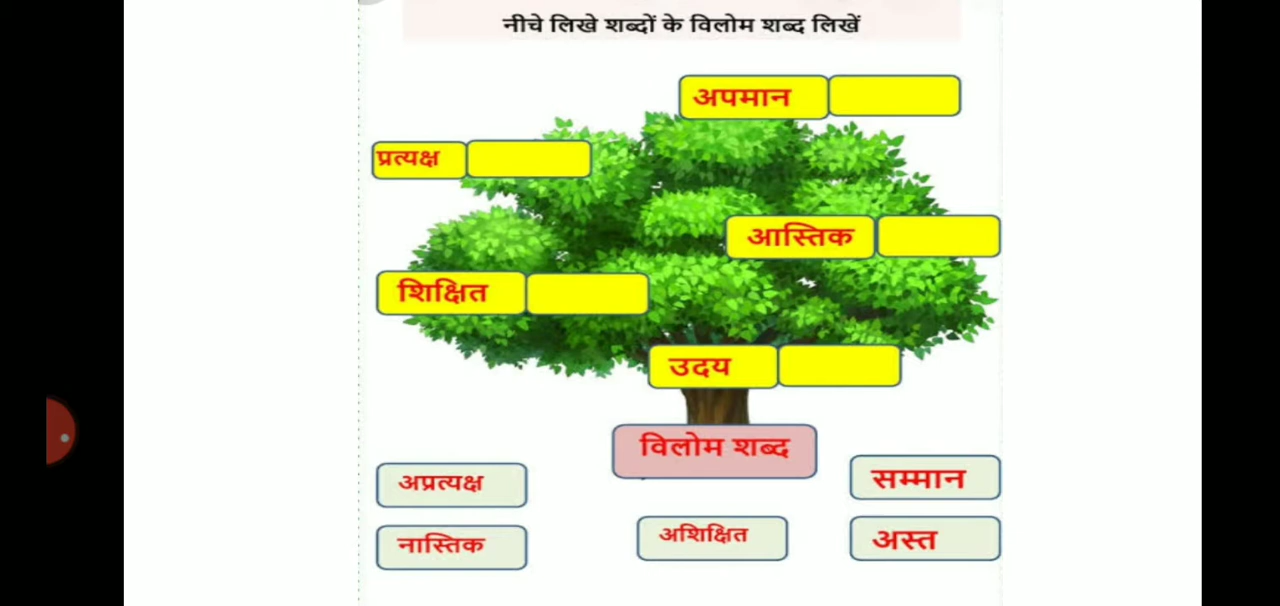 नीचे लिखे शब्दों के विलोम शब्द लिखें
अपमान
प्रत्यक्ष
आस्तिक
शिक्षित
उदय
विलोम शब्द
अप्रत्यक्ष
सम्मान
नास्तिक
अशिक्षित
अस्त